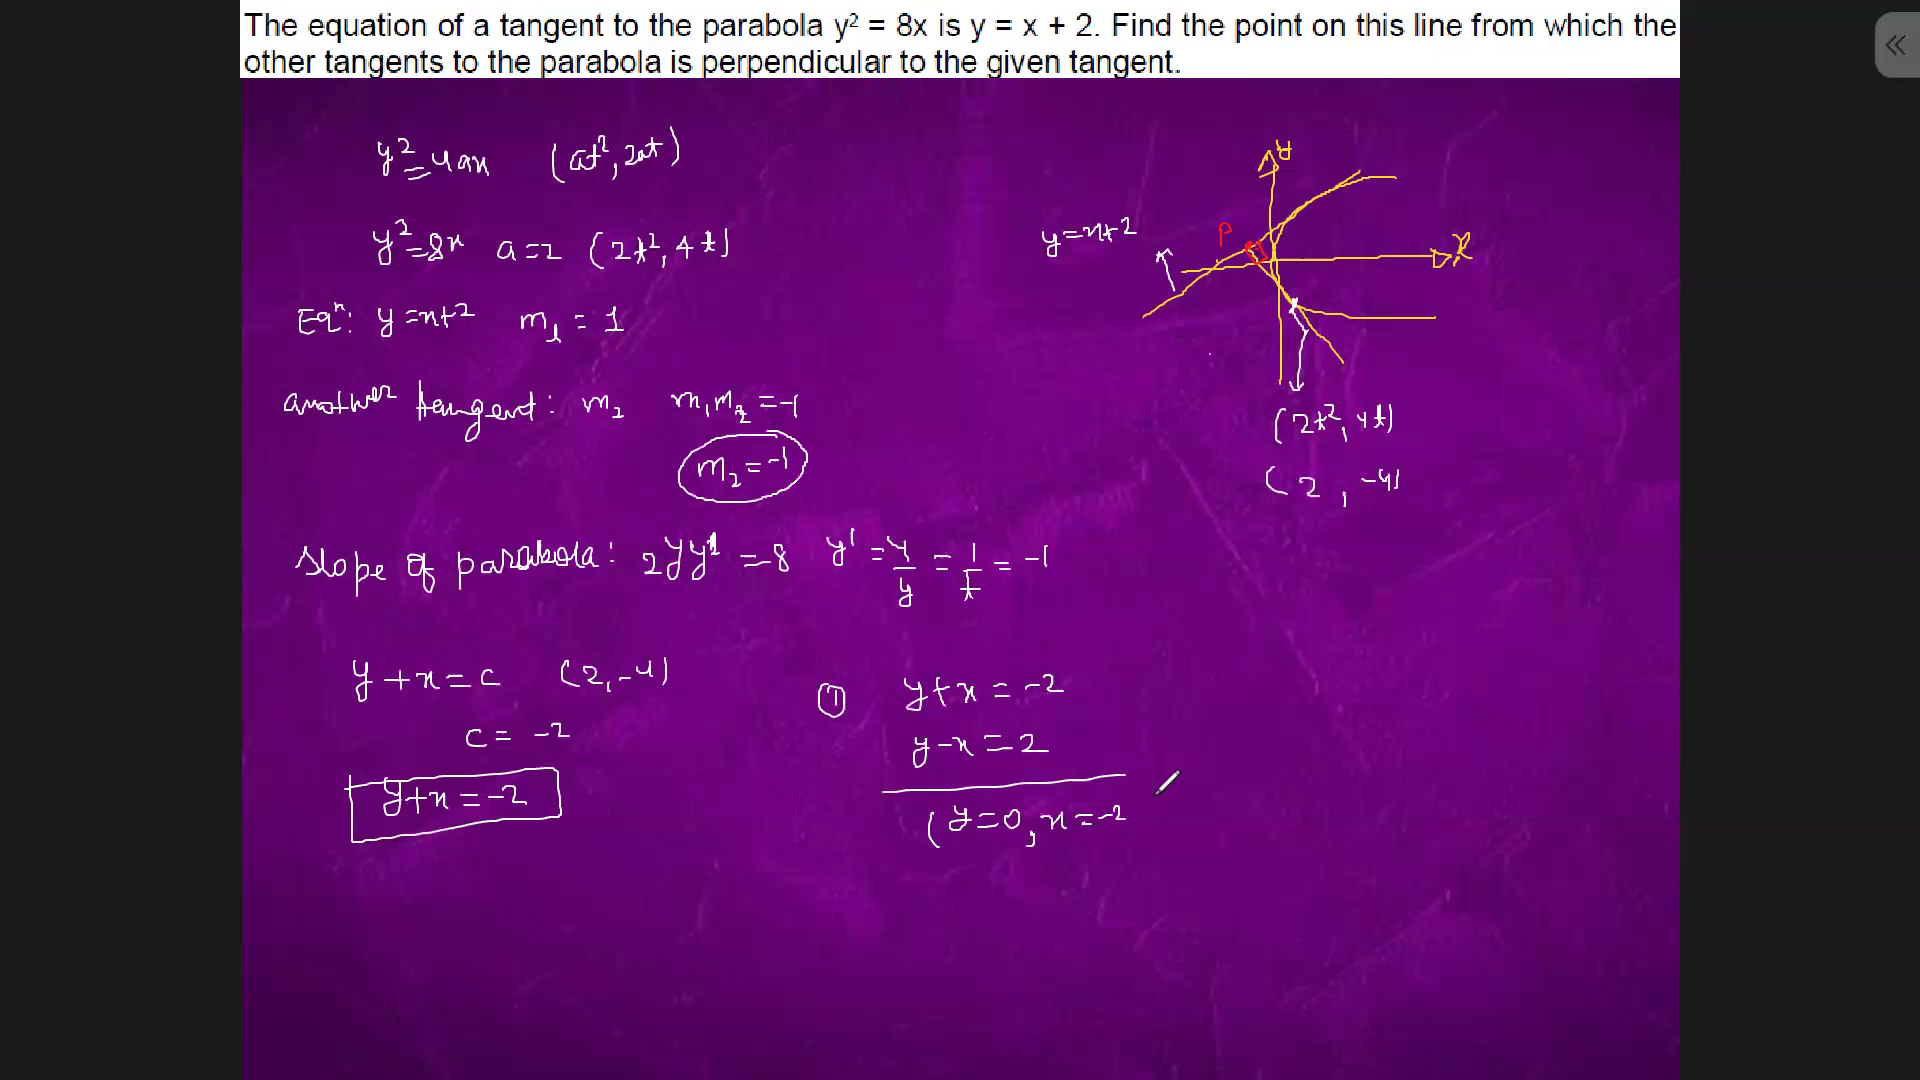 The equation of a tangent to the parabola y² = 8x is y = x + 2. Find the point on this line from which the
other tangents to the parabola is perpendicular to the given tangent.
y² = 4ax (at², 2at)
y² = 8x a = 2 (2t², 4t)
Eqⁿ: y = x+2 m₁ = 1
another tangent: m₂ m₁m₂ = -1
m₂ = -1
slope of parabola: 2yy' = 8 y' = 4/y = 1/t = -1
y + x = c (2, -4)
c = -2
y+x = -2
① y+x = -2
y-x = 2
(y=0, x=-2
y
x
y = x+2
P
(2t², 4t)
(2, -4)